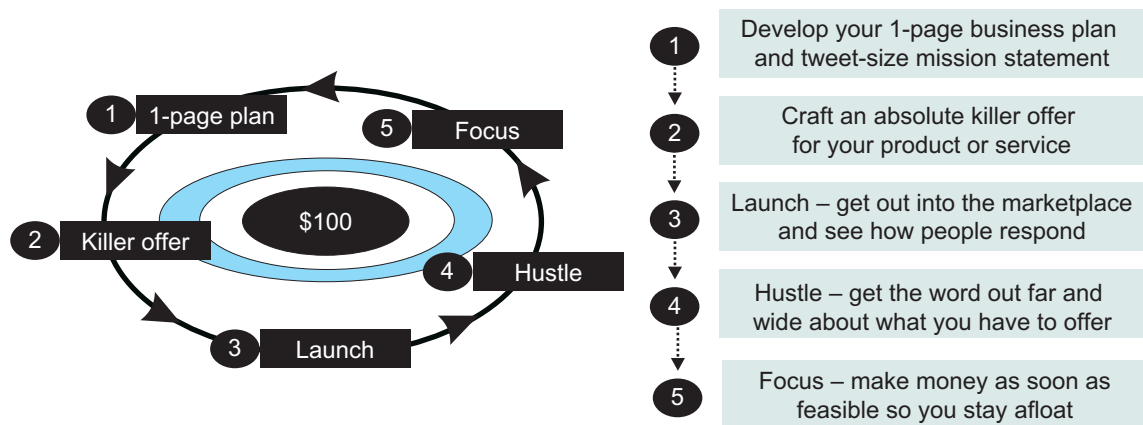 1
1-page plan
5
Focus
$100
2
Killer offer
4
Hustle
3
Launch
1
Develop your 1-page business plan
and tweet-size mission statement
2
Craft an absolute killer offer
for your product or service
3
Launch – get out into the marketplace
and see how people respond
4
Hustle – get the word out far and
wide about what you have to offer
5
Focus – make money as soon as
feasible so you stay afloat